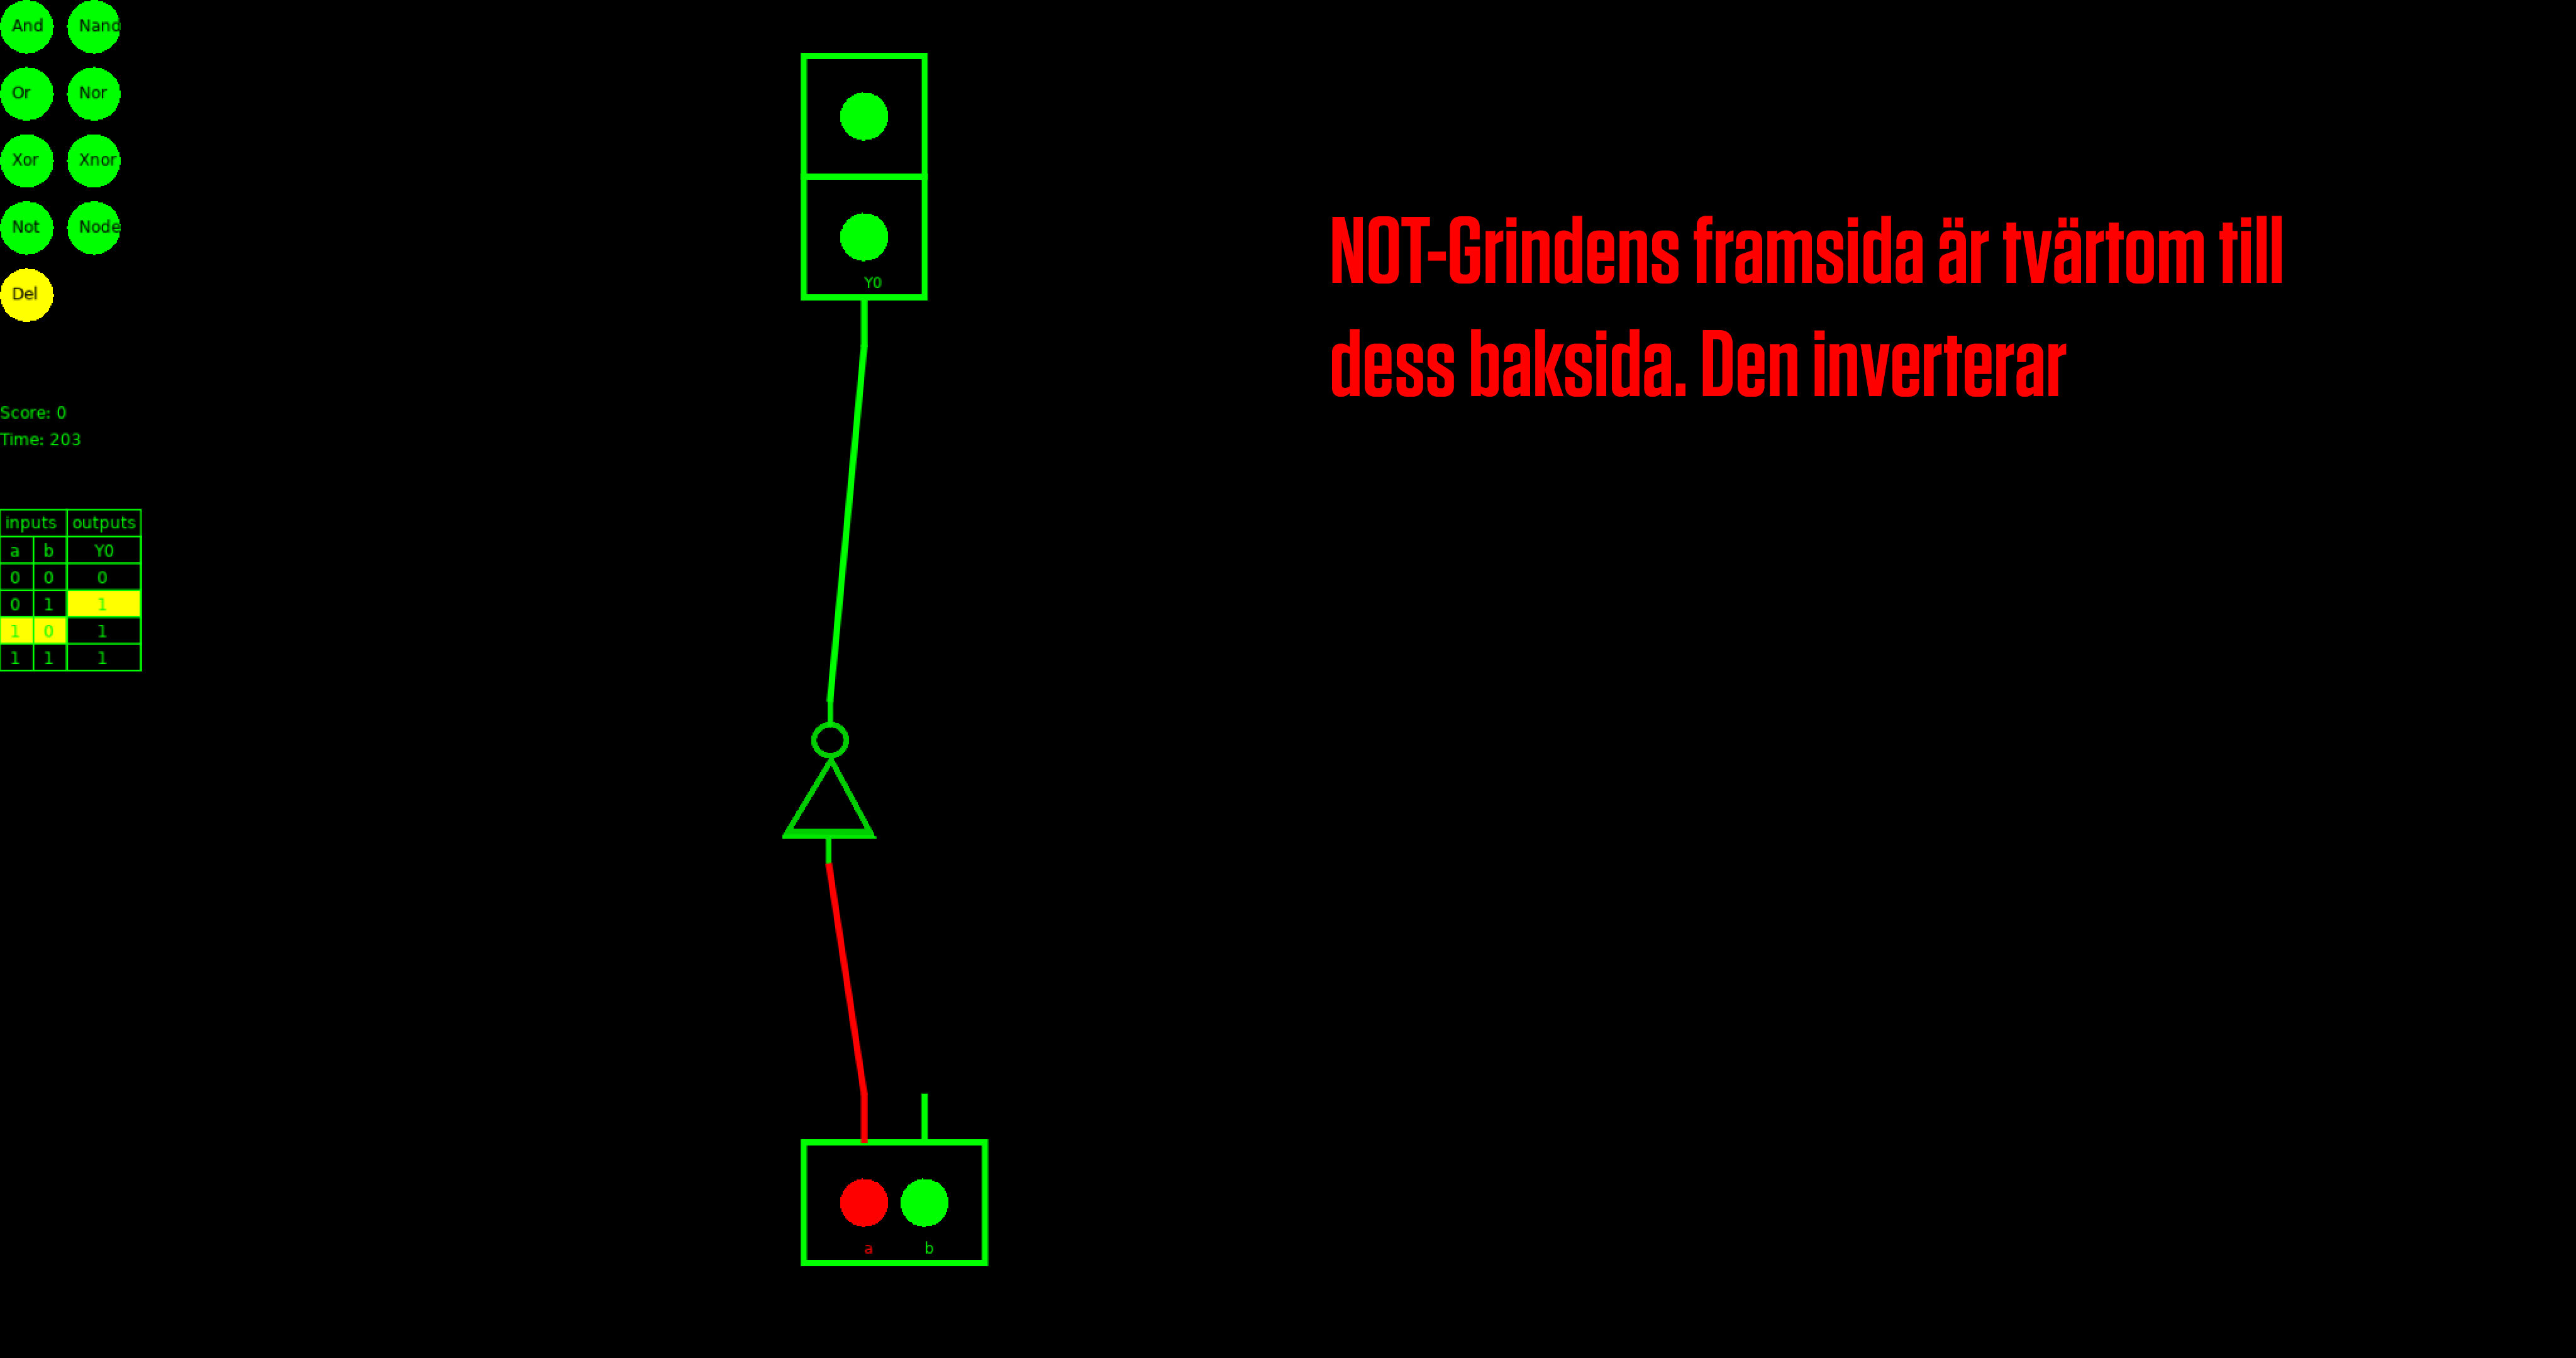 And Nand
Or Nor
Xor Xnor
Not Node
Del
Score: 0
Time: 203
inputs outputs
a b Y0
0 0 0
0 1 1
1 0 1
1 1 1
Y0
a b
NOT-Grindens framsida är tvärtom till
dess baksida. Den inverterar